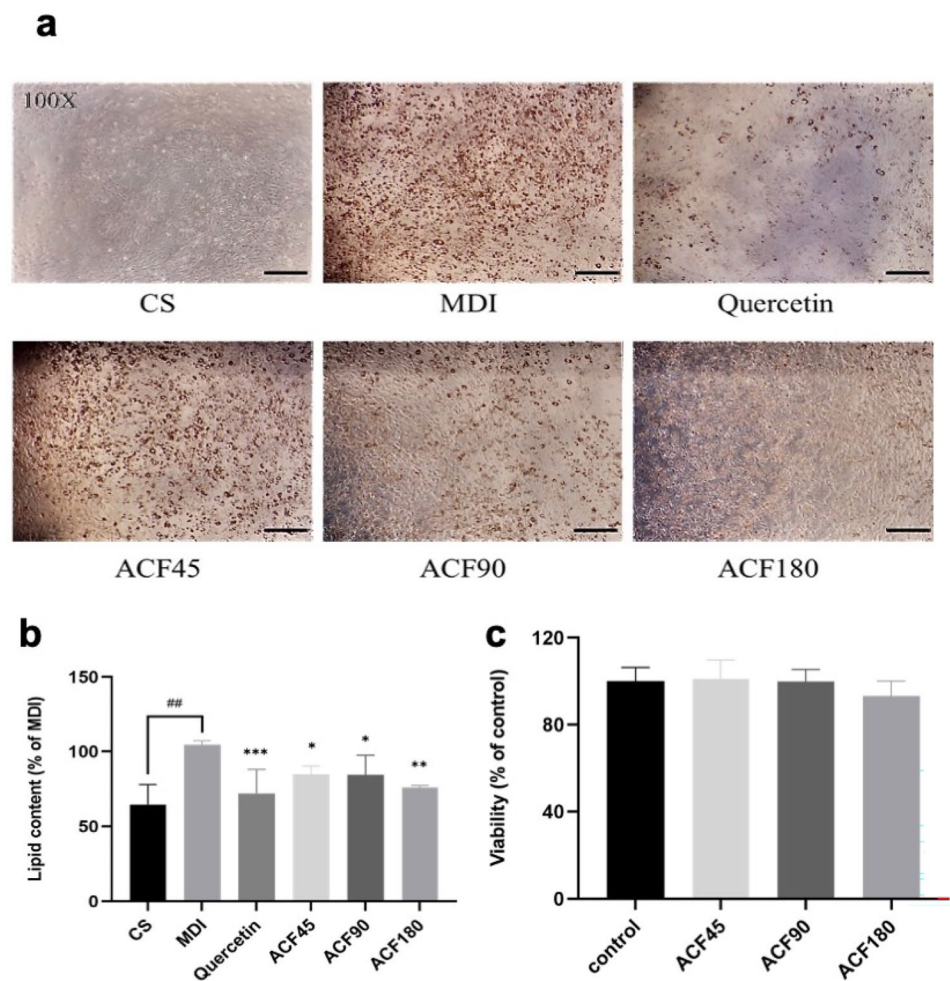 a
100X
CS MDI Quercetin
ACF45 ACF90 ACF180
b
Lipid content (% of MDI)
150
100
50
0
##
***
*
*
**
CS MDI Quercetin ACF45 ACF90 ACF180
c
Viability (% of control)
120
80
40
0
control ACF45 ACF90 ACF180